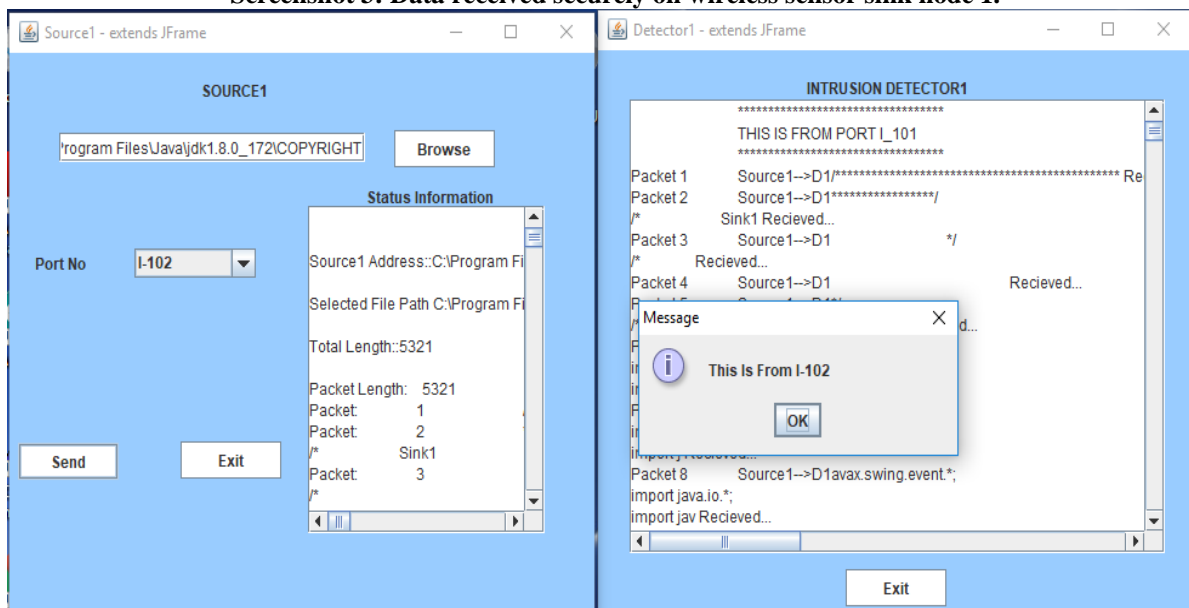 Screenshot 3: Data received securely on wireless sensor sink node 1.
Source1 - extends JFrame
SOURCE1
'rogram Files\Java\jdk1.8.0_172\COPYRIGHT
Browse
Status Information
Port No
I-102
Source1 Address::C:\Program Fi
Selected File Path C:\Program Fi
Total Length::5321
Packet Length: 5321
Packet: 1 /
Packet: 2
/* Sink1
Packet: 3
/*
Send
Exit
Detector1 - extends JFrame
INTRUSION DETECTOR1
**********************************
THIS IS FROM PORT I_101
**********************************
Packet 1 Source1-->D1/*********************************************** Re
Packet 2 Source1-->D1*****************/
/* Sink1 Recieved...
Packet 3 Source1-->D1 */
/* Recieved...
Packet 4 Source1-->D1 Recieved...
d...
Message
This Is From I-102
OK
Packet 8 Source1-->D1avax.swing.event.*;
import java.io.*;
import jav Recieved...
Exit